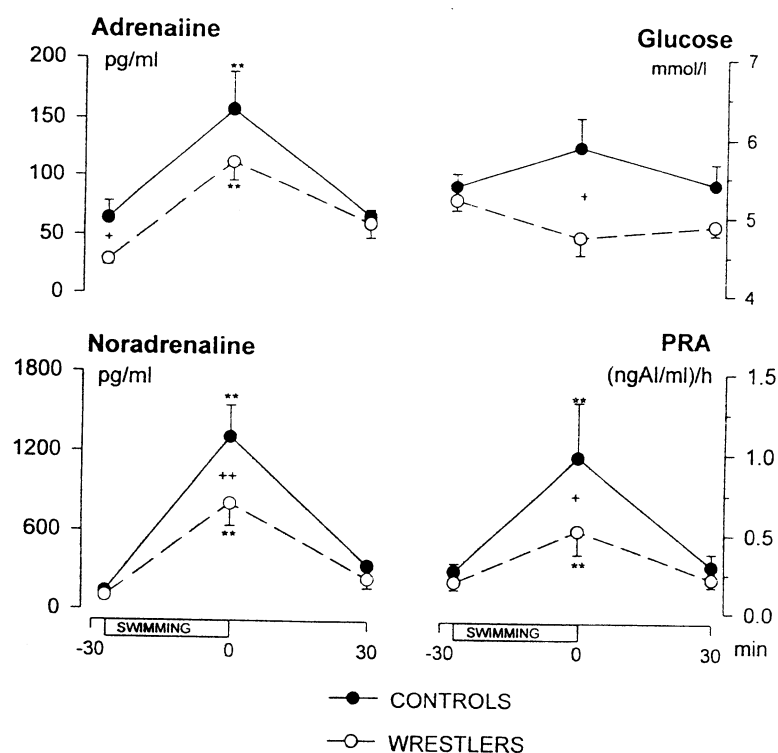 Adrenaline
pg/ml
200
**
150
100
**
50
+
0
Glucose
mmol/l
7
6
+
5
4
Noradrenaline
pg/ml
1800
**
1200
++
600
**
0
SWIMMING
-30 0 30
PRA
(ngAI/ml)/h
1.5
**
1.0
+
0.5
**
0.0
SWIMMING
-30 0 30 min
CONTROLS
WRESTLERS